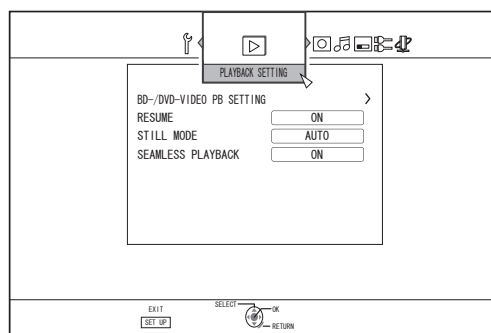 PLAYBACK SETTING
BD-/DVD-VIDEO PB SETTING
RESUME ON
STILL MODE AUTO
SEAMLESS PLAYBACK ON
EXIT
SET UP
SELECT
OK
RETURN